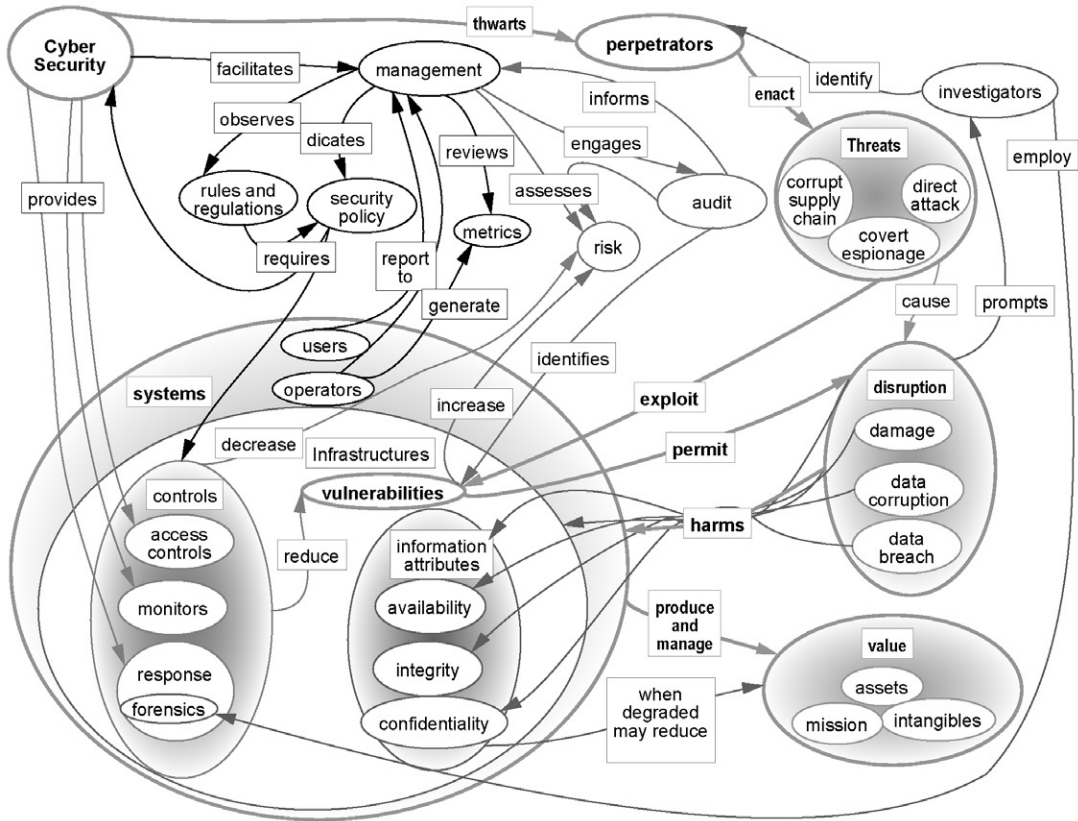 thwarts
Cyber
Security
perpetrators
facilitates
management
identify
investigators
enact
informs
observes
dicates
reviews
engages
Threats
employ
provides
rules and
regulations
security
policy
assesses
audit
corrupt
supply
chain
direct
attack
metrics
covert
espionage
requires
report
to
risk
generate
cause
prompts
users
identifies
systems
operators
increase
exploit
disruption
decrease
Infrastructures
permit
damage
controls
vulnerabilities
data
corruption
access
controls
reduce
information
attributes
harms
data
breach
monitors
availability
produce
and
manage
value
response
integrity
assets
forensics
confidentiality
when
degraded
may reduce
mission
intangibles